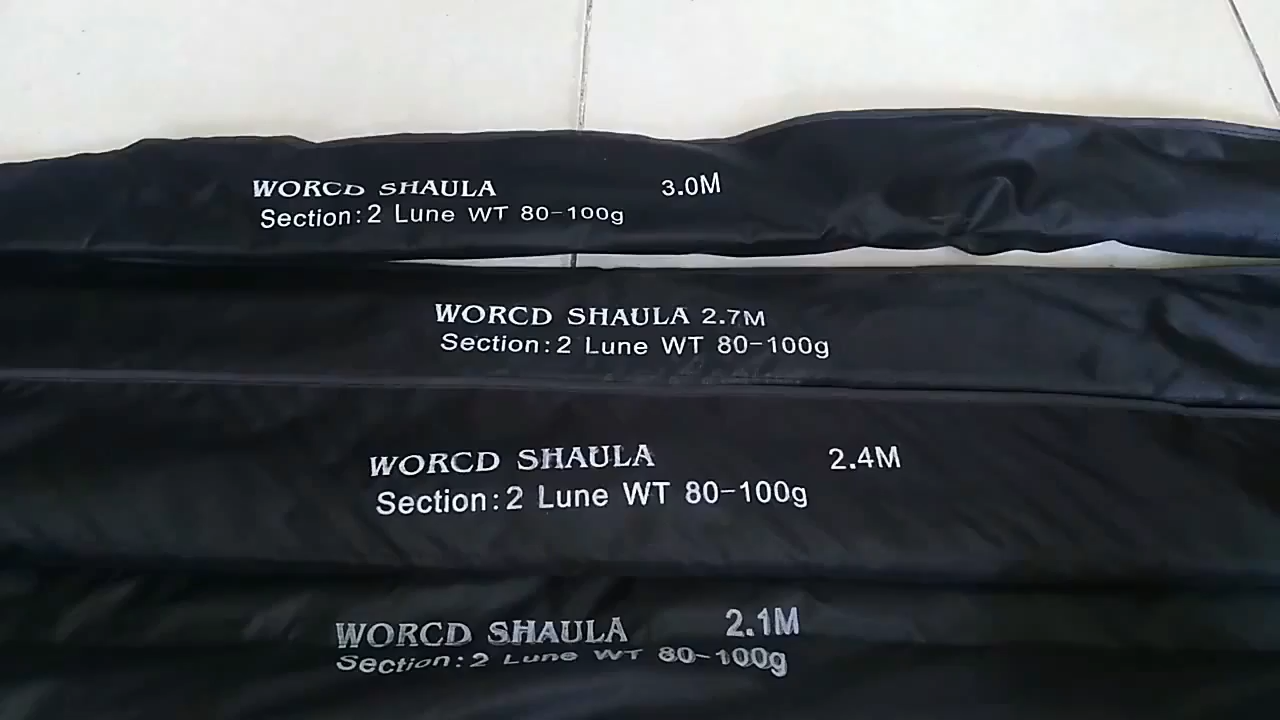 WORCD SHAULA 3.0M
Section: 2 Lune WT 80-100g
WORCD SHAULA 2.7M
Section: 2 Lune WT 80-100g
WORCD SHAULA 2.4M
Section: 2 Lune WT 80-100g
WORCD SHAULA 2.1M
Section: 2 Lune WT 80-100g